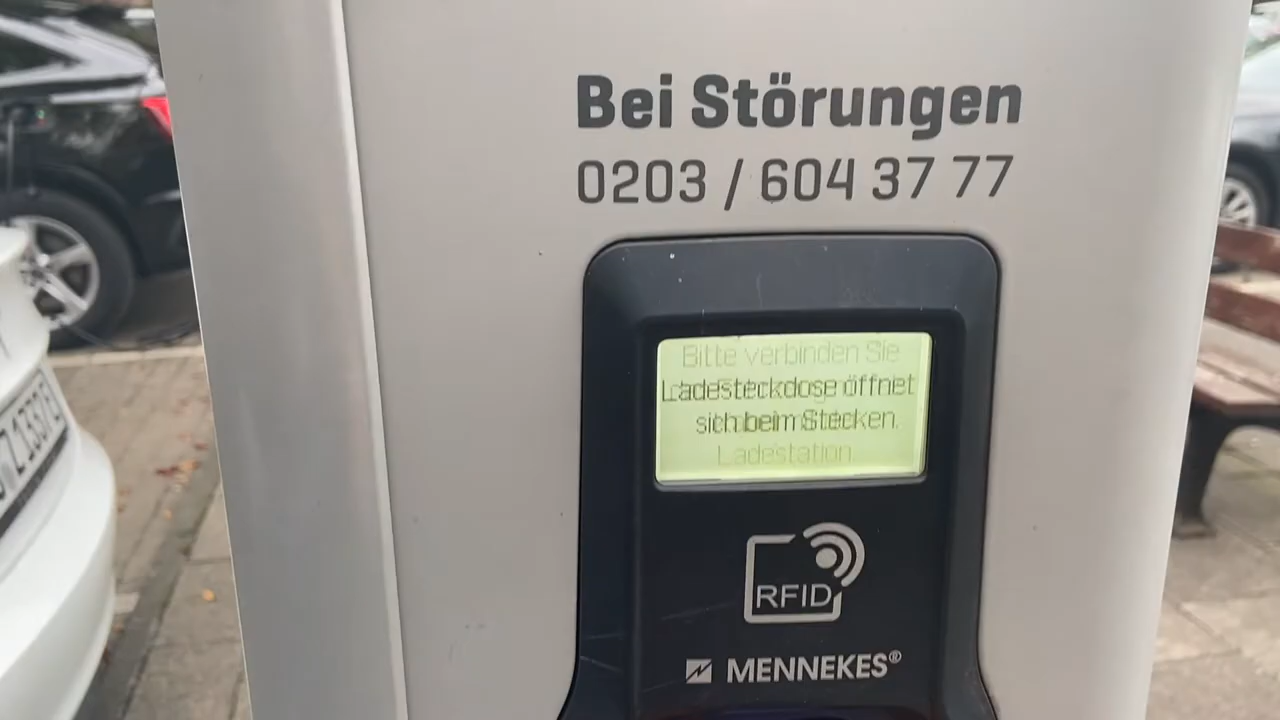 Bei Störungen
0203 / 604 37 77
Bitte verbinden Sie
Ladesteckdose öffnet
sich beim Stecken.
Ladestation
RFID
MENNEKES®